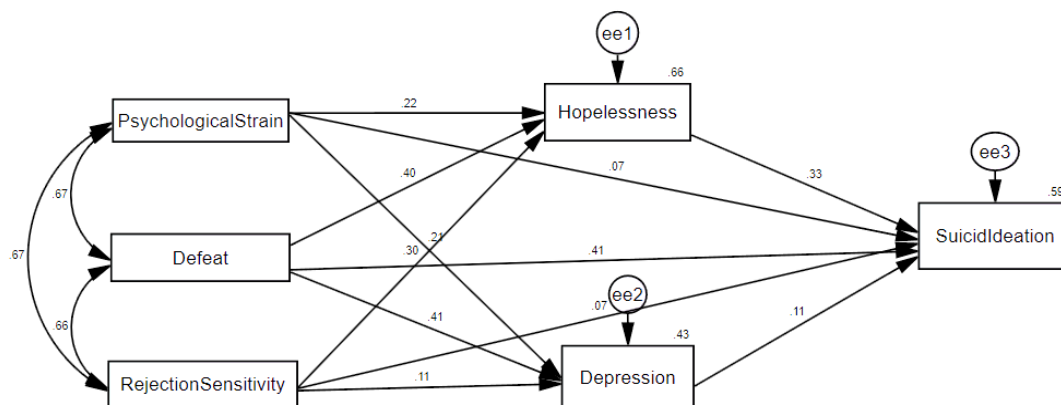 ee1
.66
PsychologicalStrain
.22
Hopelessness
ee3
.07
.33
.59
.67
.40
.67
.21
.30
Defeat
.41
SuicidIdeation
ee2
.07
.66
.41
.43
.11
RejectionSensitivity
.11
Depression